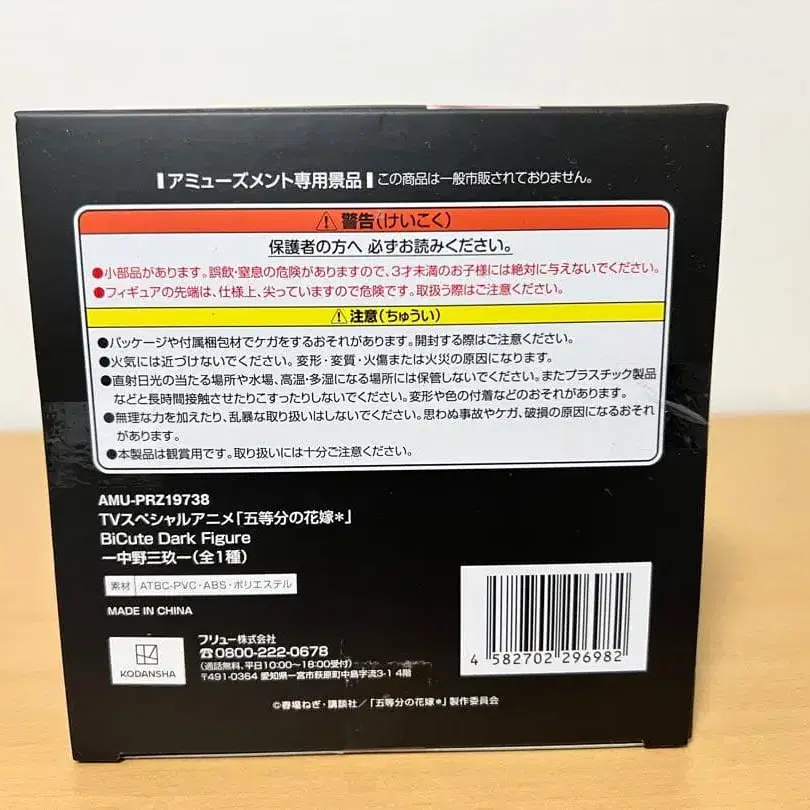 アミューズメント専用景品 この商品は一般市販されておりません。
警告(けいこく)
保護者の方へ 必ずお読みください。
●小部品があります。誤飲・窒息の危険がありますので、3才未満のお子様には絶対に与えないでください。
●フィギュアの先端は、仕様上、尖っていますので危険です。取扱う際はご注意ください。
注意(ちゅうい)
●パッケージや付属梱包材でケガをするおそれがあります。開封する際はご注意ください。
●火気には近づけないでください。変形・変質・火傷または火災の原因になります。
●直射日光の当たる場所や水場、高温・多湿になる場所には保管しないでください。またプラスチック製品
などと長時間接触させたりこすったりしないでください。変形や色の付着などのおそれがあります。
●無理な力を加えたり、乱暴な取り扱いはしないでください。思わぬ事故やケガ、破損の原因になるおそれ
があります。
●本製品は観賞用です。取り扱いには十分ご注意ください。
AMU-PRZ19738
TVスペシャルアニメ「五等分の花嫁*」
BiCute Dark Figure
ー中野三玖ー(全1種)
素材 ATBC-PVC・ABS・ポリエステル
MADE IN CHINA
KODANSHA
フリュー株式会社
☎0800-222-0678
(通話無料、平日10:00～18:00受付)
〒491-0364 愛知県一宮市萩原町中島字流3-1 4階
4 582702 296982
©春場ねぎ・講談社/「五等分の花嫁*」製作委員会